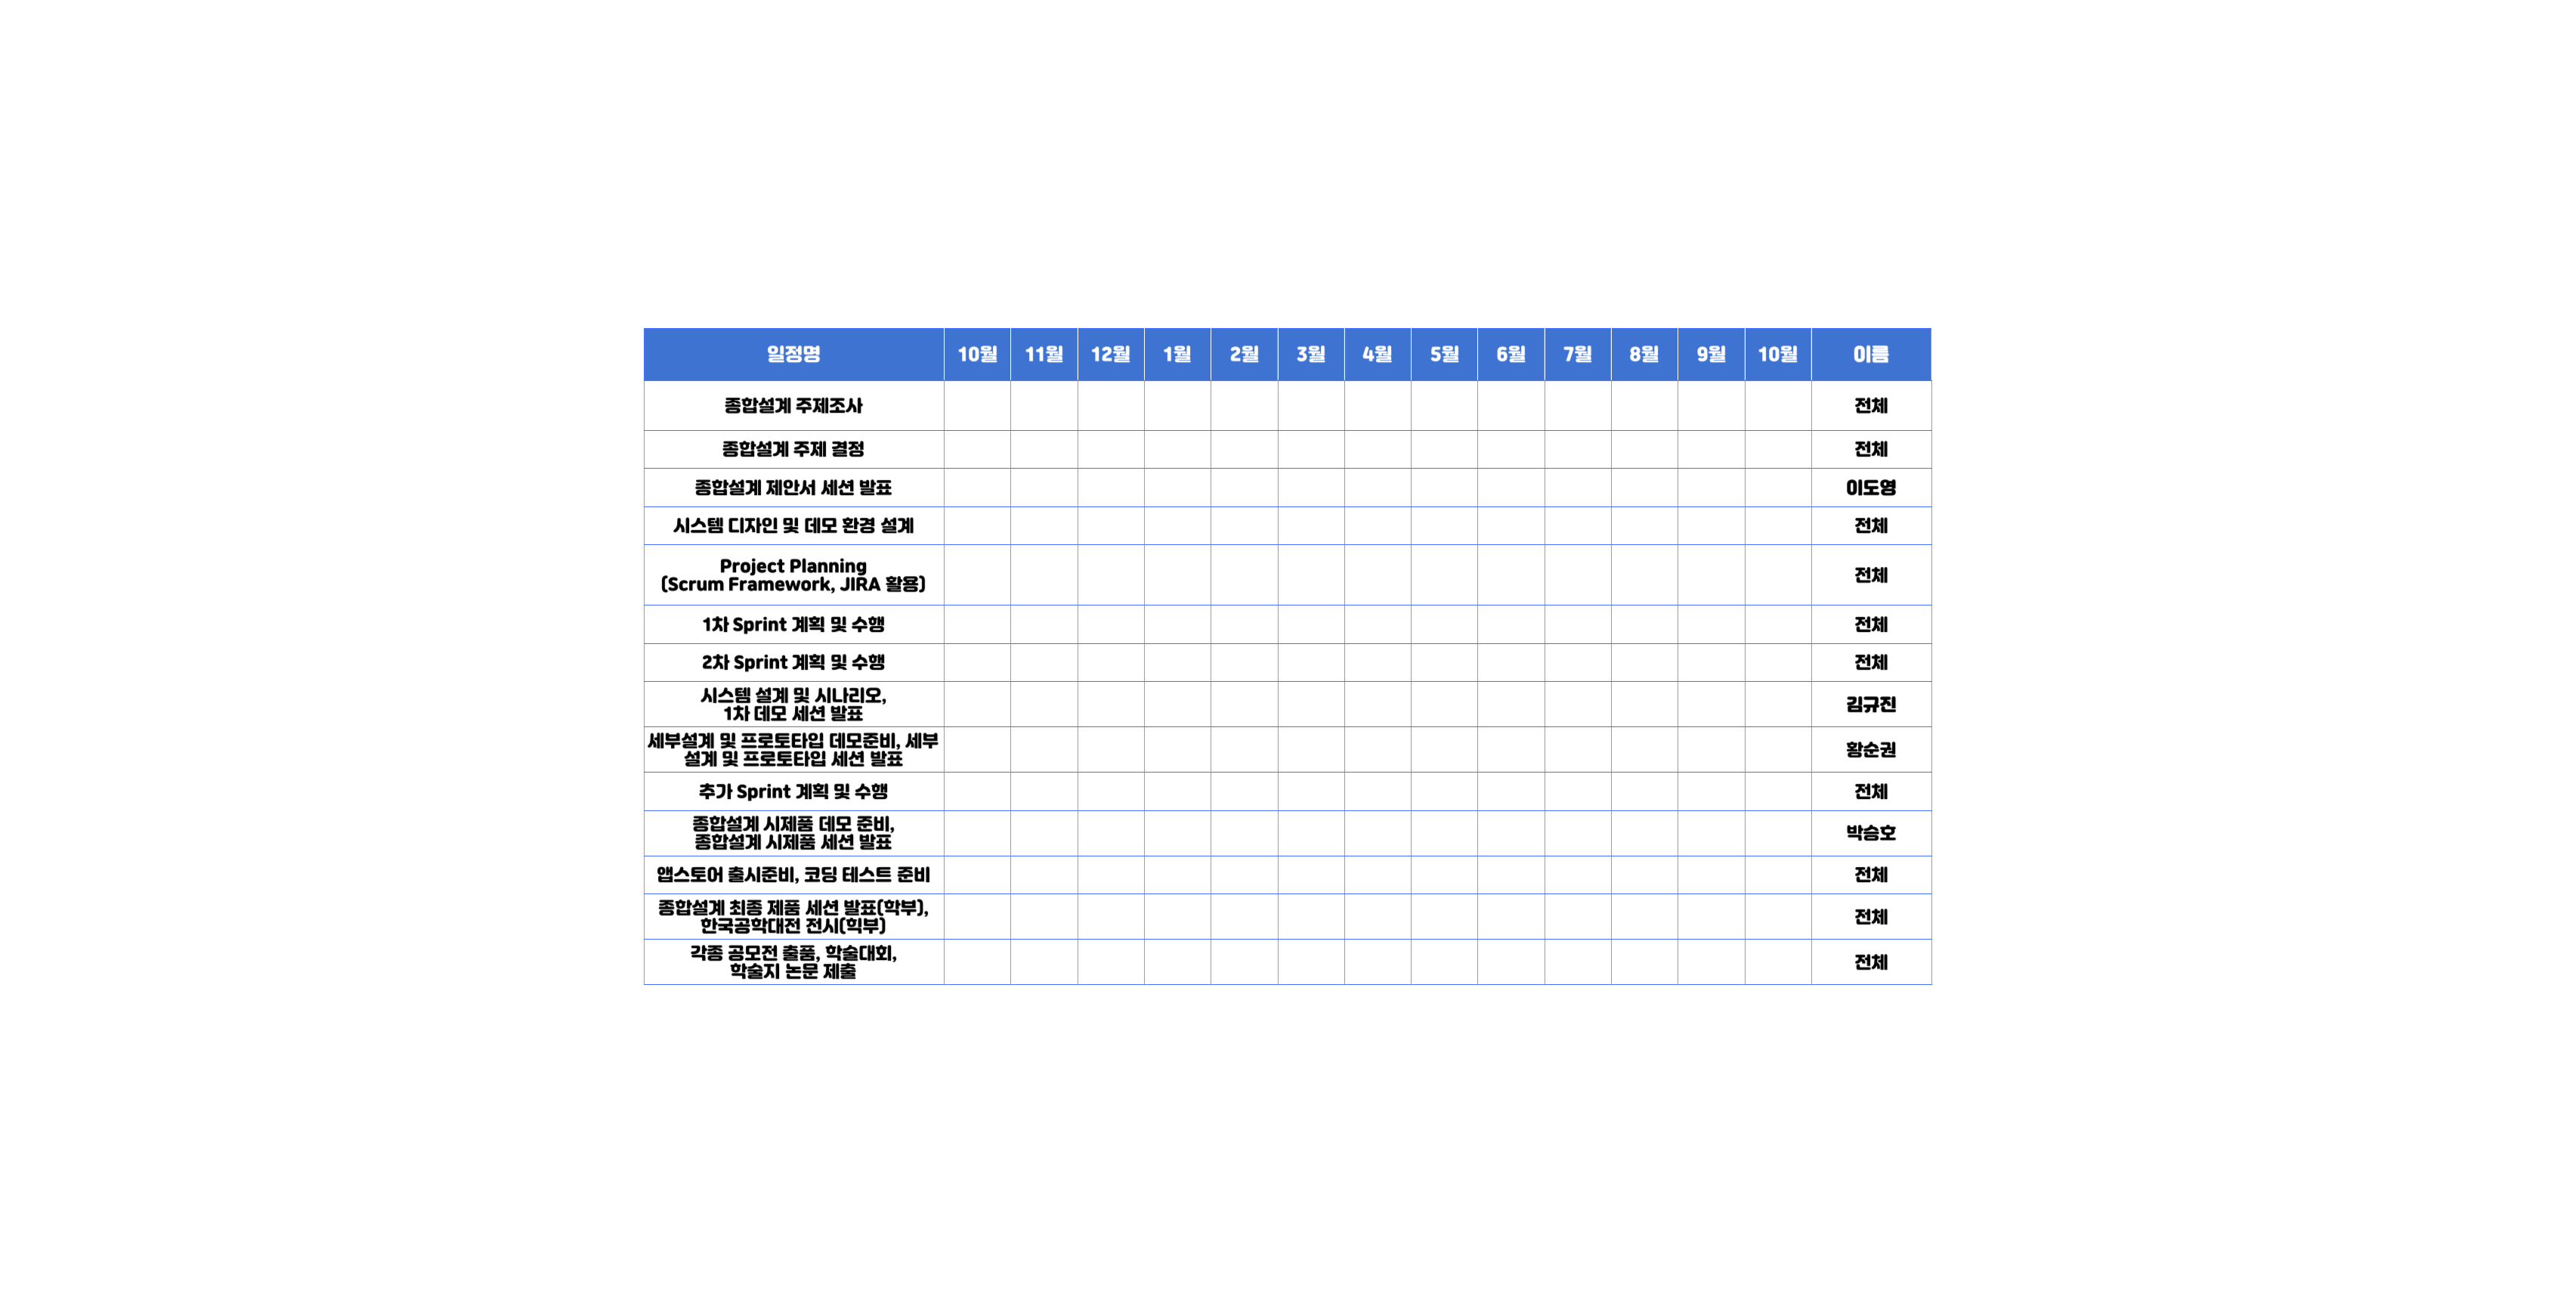 일정명 10월 11월 12월 1월 2월 3월 4월 5월 6월 7월 8월 9월 10월 이름
종합설계 주제조사 전체
종합설계 주제 결정 전체
종합설계 제안서 세션 발표 이도영
시스템 디자인 및 데모 환경 설계 전체
Project Planning
(Scrum Framework, JIRA 활용) 전체
1차 Sprint 계획 및 수행 전체
2차 Sprint 계획 및 수행 전체
시스템 설계 및 시나리오,
1차 데모 세션 발표 김규진
세부설계 및 프로토타입 데모준비, 세부
설계 및 프로토타입 세션 발표 황순권
추가 Sprint 계획 및 수행 전체
종합설계 시제품 데모 준비,
종합설계 시제품 세션 발표 박승호
앱스토어 출시준비, 코딩 테스트 준비 전체
종합설계 최종 제품 세션 발표(학부),
한국공학대전 전시(힉부) 전체
각종 공모전 출품, 학술대회,
학술지 논문 제출 전체